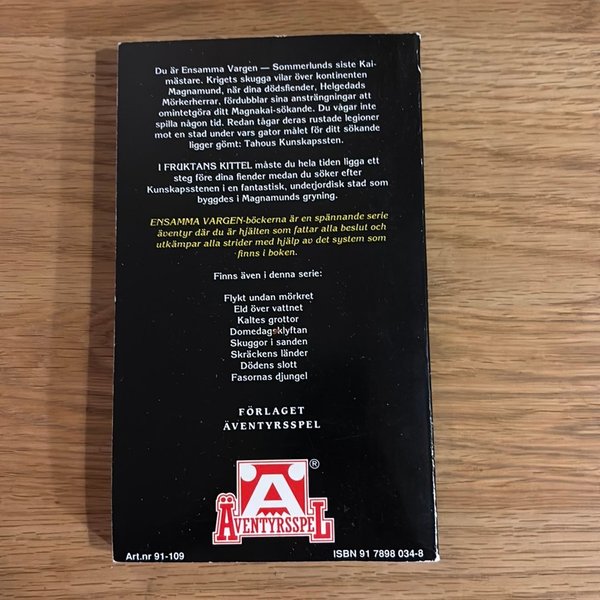 Du är Ensamma Vargen — Sommerlunds siste Kai-
mästare. Krigets skugga vilar över kontinenten
Magnamund, när dina dödsfiender, Helgedads
Mörkerherrar, fördubblar sina ansträngningar att
omintetgöra ditt Magnakai-sökande. Du vågar inte
spilla någon tid. Redan tågar deras rustade legioner
mot en stad under vars gator målet för ditt sökande
ligger gömt: Tahous Kunskapssten.
I FRUKTANS KITTEL måste du hela tiden ligga ett
steg före dina fiender medan du söker efter
Kunskapsstenen i en fantastisk, underjordisk stad som
byggdes i Magnamunds gryning.
ENSAMMA VARGEN-böckerna är en spännande serie
äventyr där du är hjälten som fattar alla beslut och
utkämpar alla strider med hjälp av det system som
finns i boken.
Finns även i denna serie:
Flykt undan mörkret
Eld över vattnet
Kaltes grottor
Domedagsklyftan
Skuggor i sanden
Skräckens länder
Dödens slott
Fasornas djungel
FÖRLAGET
ÄVENTYRSSPEL
A ®
ÄVENTYRSSPEL
Art.nr 91-109
ISBN 91 7898 034-8